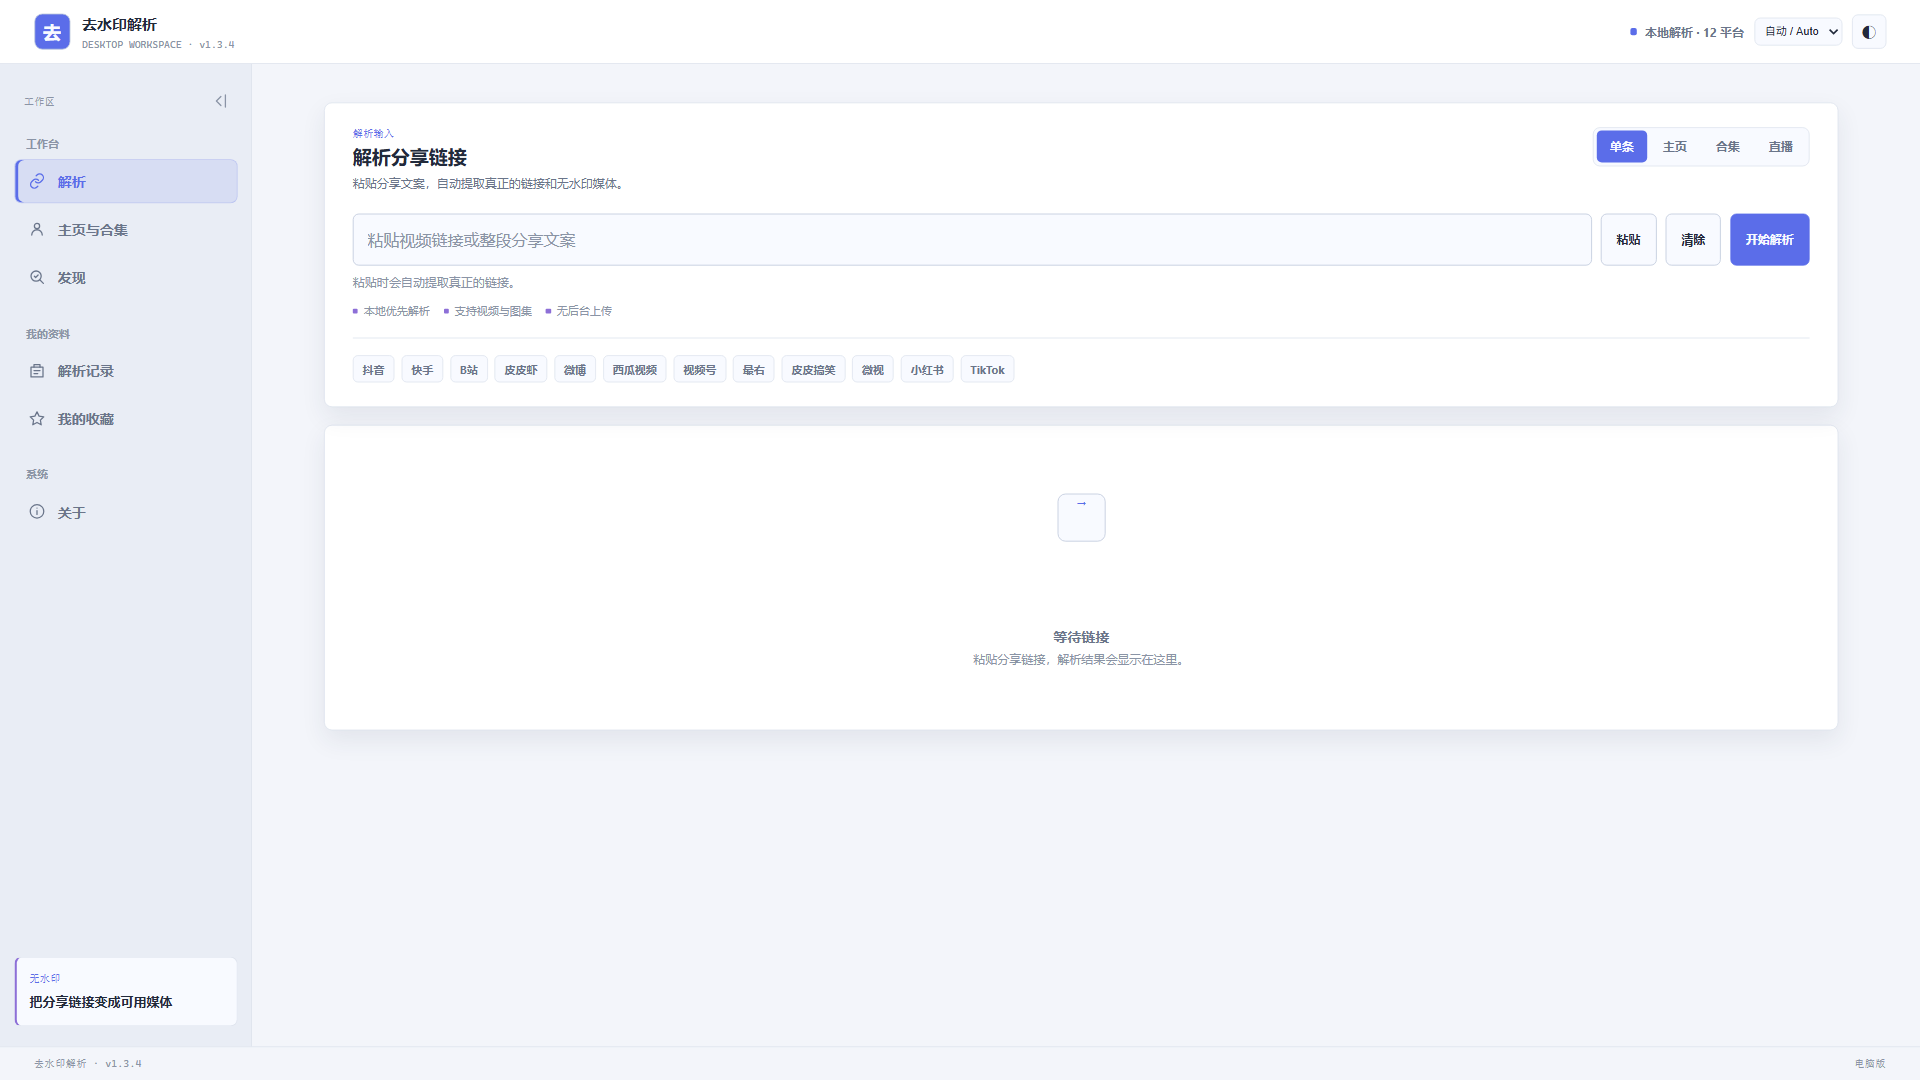 去
去水印解析
DESKTOP WORKSPACE · v1.3.4
本地解析 · 12 平台
自动 / Auto
工作区
工作台
解析
主页与合集
发现
我的资料
解析记录
我的收藏
系统
关于
无水印
把分享链接变成可用媒体
解析输入
解析分享链接
粘贴分享文案，自动提取真正的链接和无水印媒体。
单条 主页 合集 直播
粘贴视频链接或整段分享文案
粘贴 清除 开始解析
粘贴时会自动提取真正的链接。
本地优先解析 支持视频与图集 无后台上传
抖音 快手 B站 皮皮虾 微博 西瓜视频 视频号 最右 皮皮搞笑 微视 小红书 TikTok
→
等待链接
粘贴分享链接，解析结果会显示在这里。
去水印解析 · v1.3.4
电脑版